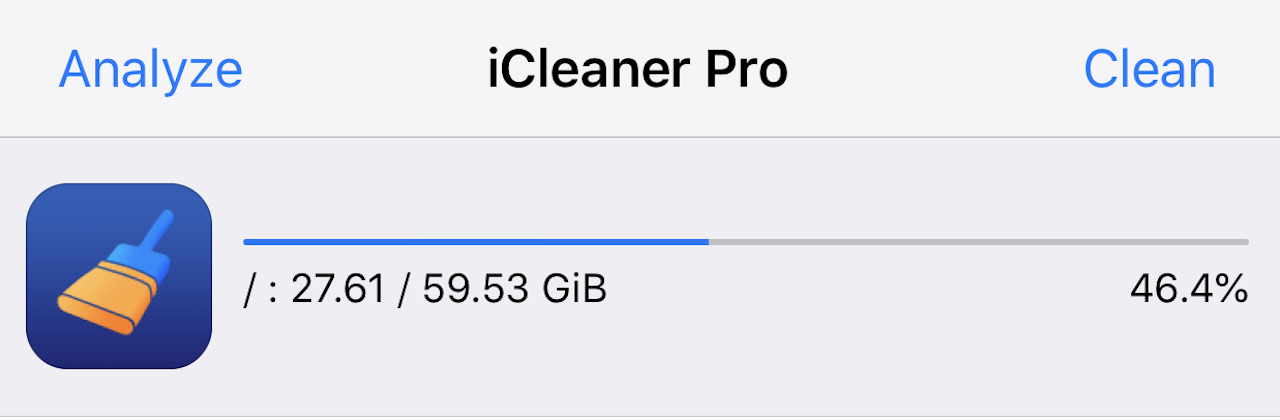 Analyze iCleaner Pro Clean
/ : 27.61 / 59.53 GiB 46.4%